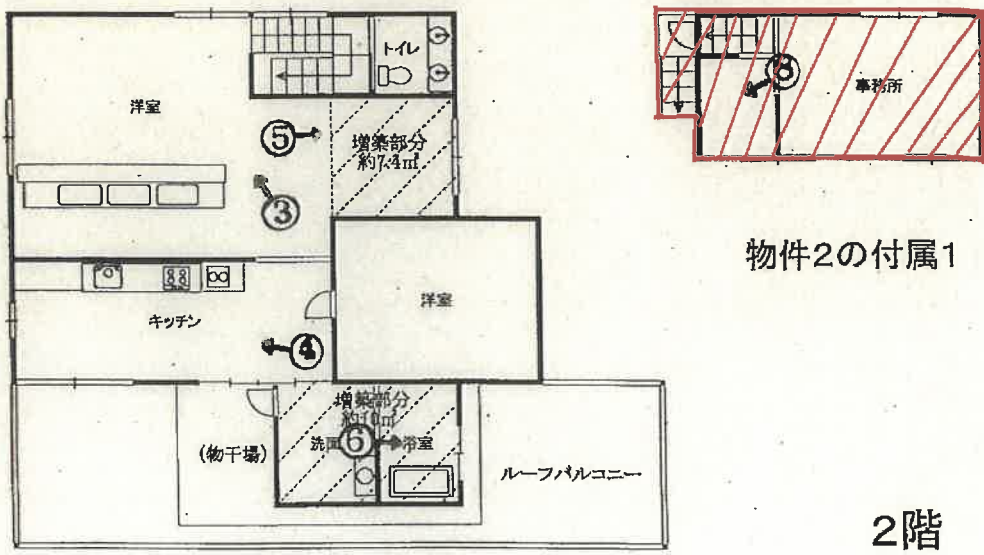 トイレ
洋室
⑤
増築部分
約7.4㎡
③
⑧
事務所
物件2の付属1
洋室
キッチン
④
増築部分
約10㎡
(物干場)
洗面
⑥
浴室
ルーフバルコニー
2階